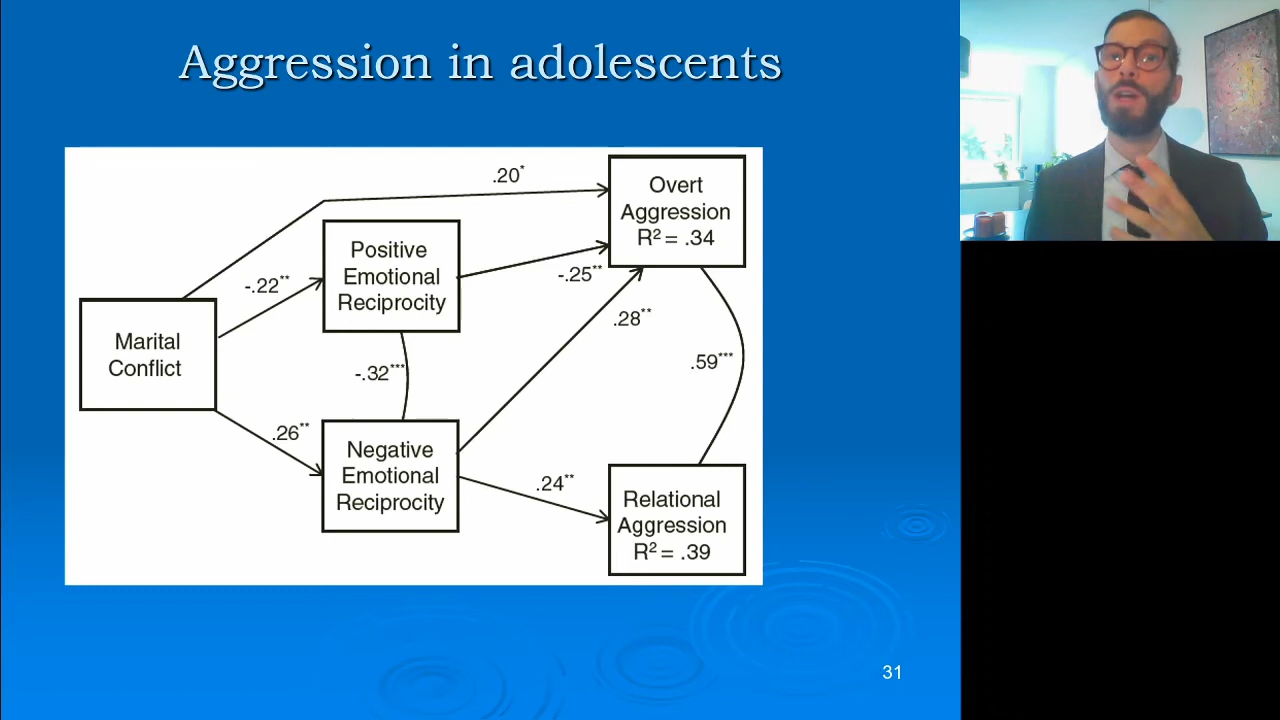 Aggression in adolescents
.20*
Overt
Aggression
R² = .34
Positive
Emotional
Reciprocity
-.22**
-.25**
Marital
Conflict
.28**
.59***
-.32***
.26**
Negative
Emotional
Reciprocity
.24**
Relational
Aggression
R² = .39
31